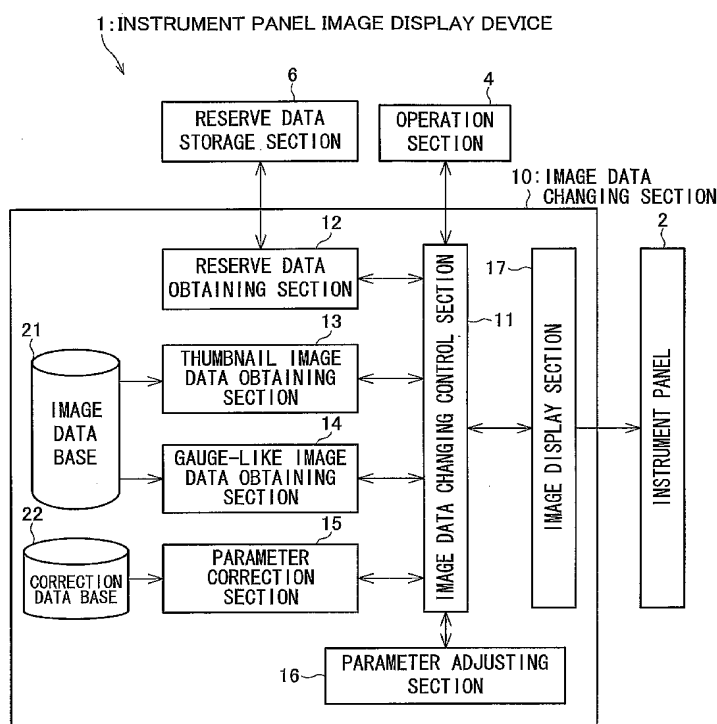 1:INSTRUMENT PANEL IMAGE DISPLAY DEVICE
6
RESERVE DATA
STORAGE SECTION
4
OPERATION
SECTION
10:IMAGE DATA
CHANGING SECTION
12
RESERVE DATA
OBTAINING SECTION
2
17
11
21
IMAGE
DATA
BASE
13
THUMBNAIL IMAGE
DATA OBTAINING
SECTION
14
GAUGE-LIKE IMAGE
DATA OBTAINING
SECTION
22
CORRECTION
DATA BASE
15
PARAMETER
CORRECTION
SECTION
IMAGE DATA CHANGING CONTROL SECTION
IMAGE DISPLAY SECTION
INSTRUMENT PANEL
16
PARAMETER ADJUSTING
SECTION